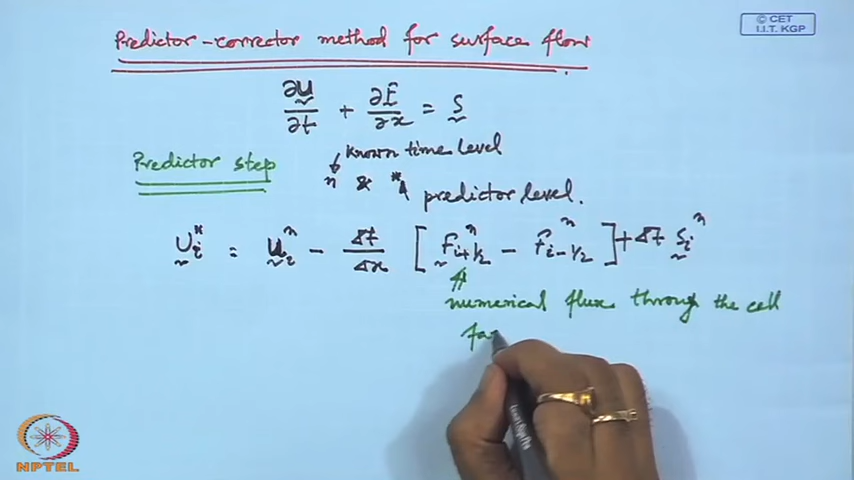 © CET
I.I.T. KGP
Predictor-corrector method for surface flow
∂U/∂t + ∂F/∂x = S
Predictor step
known time level
n & * predictor level.
U_i^* = U_i^n - Δt/Δx [F_{i+1/2}^n - F_{i-1/2}^n] + Δt S_i^n
numerical flux through the cell
fa
NPTEL